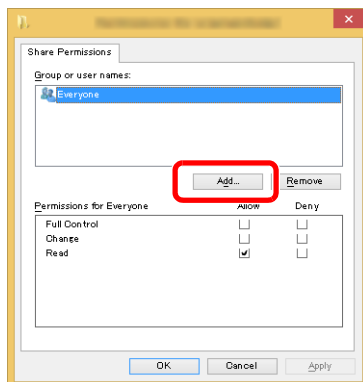 Share Permissions
Group or user names:
Everyone
Add...
Remove
Permissions for Everyone
Allow
Deny
Full Control
Change
Read
OK
Cancel
Apply